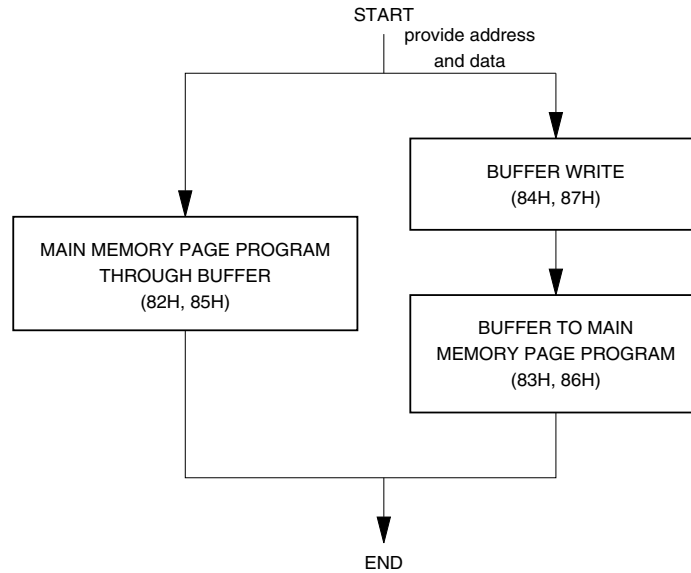 START
provide address
and data
BUFFER WRITE
(84H, 87H)
MAIN MEMORY PAGE PROGRAM
THROUGH BUFFER
(82H, 85H)
BUFFER TO MAIN
MEMORY PAGE PROGRAM
(83H, 86H)
END